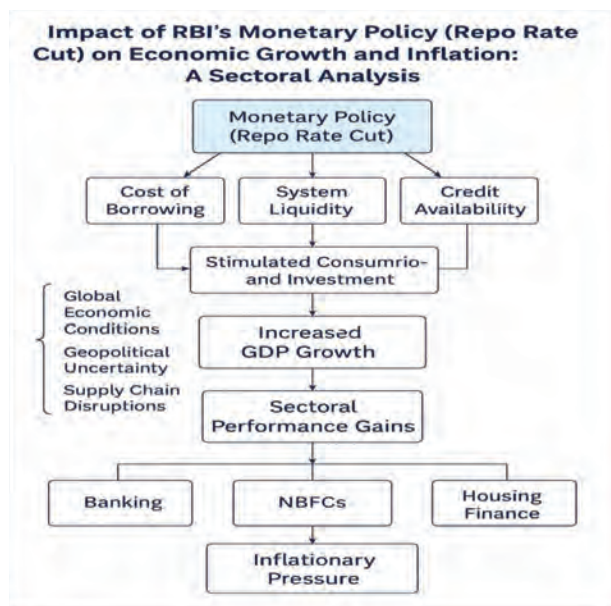 Impact of RBI's Monetary Policy (Repo Rate
Cut) on Economic Growth and Inflation:
A Sectoral Analysis
Monetary Policy
(Repo Rate Cut)
Cost of
Borrowing
System
Liquidity
Credit
Availabiliity
Stimulated Consumrio-
and Investment
Global
Economic
Conditions
Geopolitical
Uncertainty
Supply Chain
Disruptions
Increased
GDP Growth
Sectoral
Performance Gains
Banking
NBFCs
Housing
Finance
Inflationary
Pressure